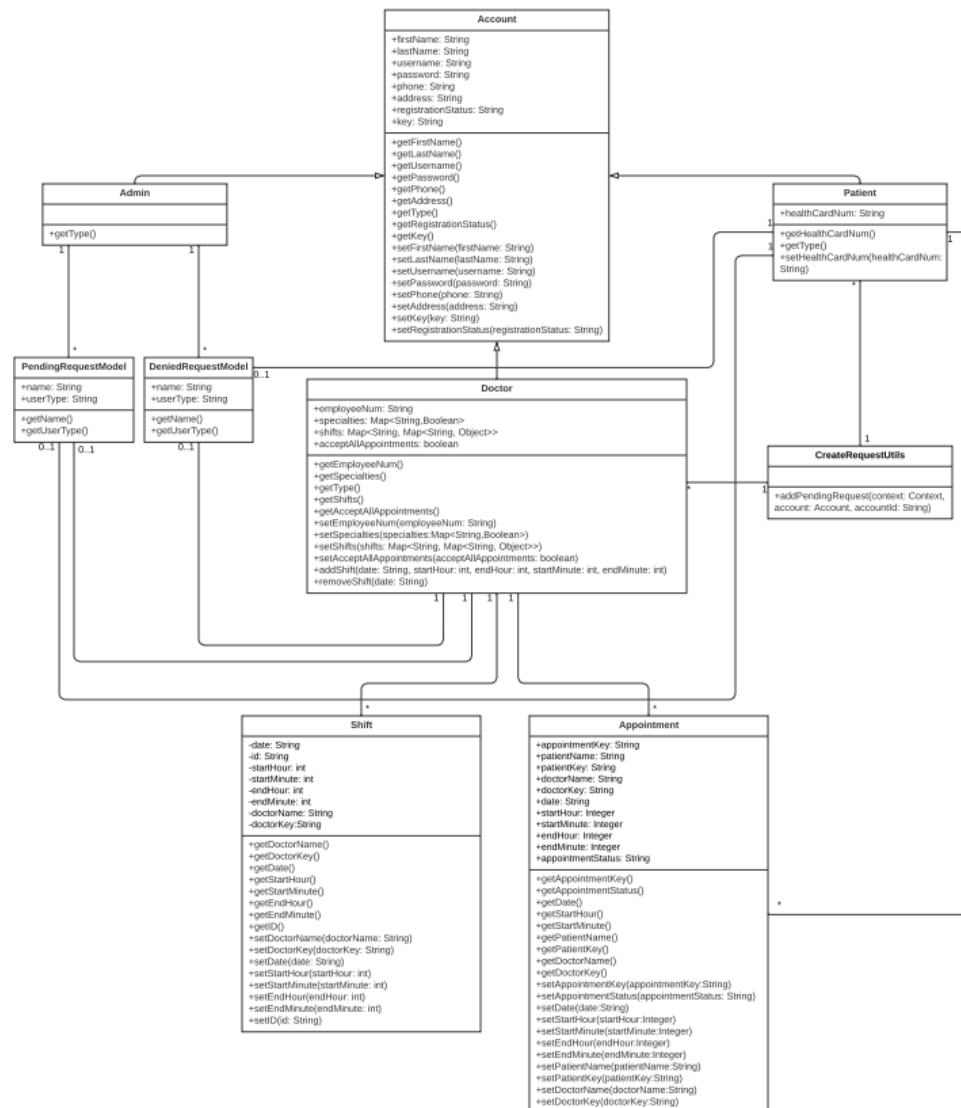 Account
+firstName: String
+lastName: String
+username: String
+password: String
+phone: String
+address: String
+registrationStatus: String
+key: String
+getFirstName()
+getLastName()
+getUsername()
+getPassword()
+getPhone()
+getAddress()
+getType()
+getRegistrationStatus()
+getKey()
+setFirstName(firstName: String)
+setLastName(lastName: String)
+setUsername(username: String)
+setPassword(password: String)
+setPhone(phone: String)
+setAddress(address: String)
+setKey(key: String)
+setRegistrationStatus(registrationStatus: String)
Admin
+getType()
1
1
Patient
+healthCardNum: String
+getHealthCardNum()
+getType()
+setHealthCardNum(healthCardNum:
String)
1
1
1
*
*
*
PendingRequestModel
+name: String
+userType: String
+getName()
+getUserType()
0..1
0..1
DeniedRequestModel
+name: String
+userType: String
+getName()
+getUserType()
0..1
0..1
Doctor
+employeeNum: String
+specialties: Map<String,Boolean>
+shifts: Map<String, Map<String, Object>>
+acceptAllAppointments: boolean
+getEmployeeNum()
+getSpecialties()
+getType()
+getShifts()
+getAcceptAllAppointments()
+setEmployeeNum(employeeNum: String)
+setSpecialties(specialties:Map<String,Boolean>)
+setShifts(shifts: Map<String, Map<String, Object>>)
+setAcceptAllAppointments(acceptAllAppointments: boolean)
+addShift(date: String, startHour: int, endHour: int, startMinute: int, endMinute: int)
+removeShift(date: String)
*
1
1
1
1
1
1
CreateRequestUtils
+addPendingRequest(context: Context,
account: Account, accountId: String)
*
Shift
-date: String
-id: String
-startHour: int
-startMinute: int
-endHour: int
-endMinute: int
-doctorName: String
-doctorKey:String
+getDoctorName()
+getDoctorKey()
+getDate()
+getStartHour()
+getStartMinute()
+getEndHour()
+getEndMinute()
+getID()
+setDoctorName(doctorName: String)
+setDoctorKey(doctorKey: String)
+setDate(date: String)
+setStartHour(startHour: int)
+setStartMinute(startMinute: int)
+setEndHour(endHour: int)
+setEndMinute(endMinute: int)
+setID(id: String)
*
Appointment
+appointmentKey: String
+patientName: String
+patientKey: String
+doctorName: String
+doctorKey: String
+date: String
+startHour: Integer
+startMinute: Integer
+endHour: Integer
+endMinute: Integer
+appointmentStatus: String
+getAppointmentKey()
+getAppointmentStatus()
+getDate()
+getStartHour()
+getStartMinute()
+getPatientName()
+getPatientKey()
+getDoctorName()
+getDoctorKey()
+setAppointmentKey(appointmentKey:String)
+setAppointmentStatus(appointmentStatus: String)
+setDate(date:String)
+setStartHour(startHour:Integer)
+setStartMinute(startMinute:Integer)
+setEndHour(endHour:Integer)
+setEndMinute(endMinute:Integer)
+setPatientName(patientName:String)
+setPatientKey(patientKey:String)
+setDoctorName(doctorName:String)
+setDoctorKey(doctorKey:String)
*